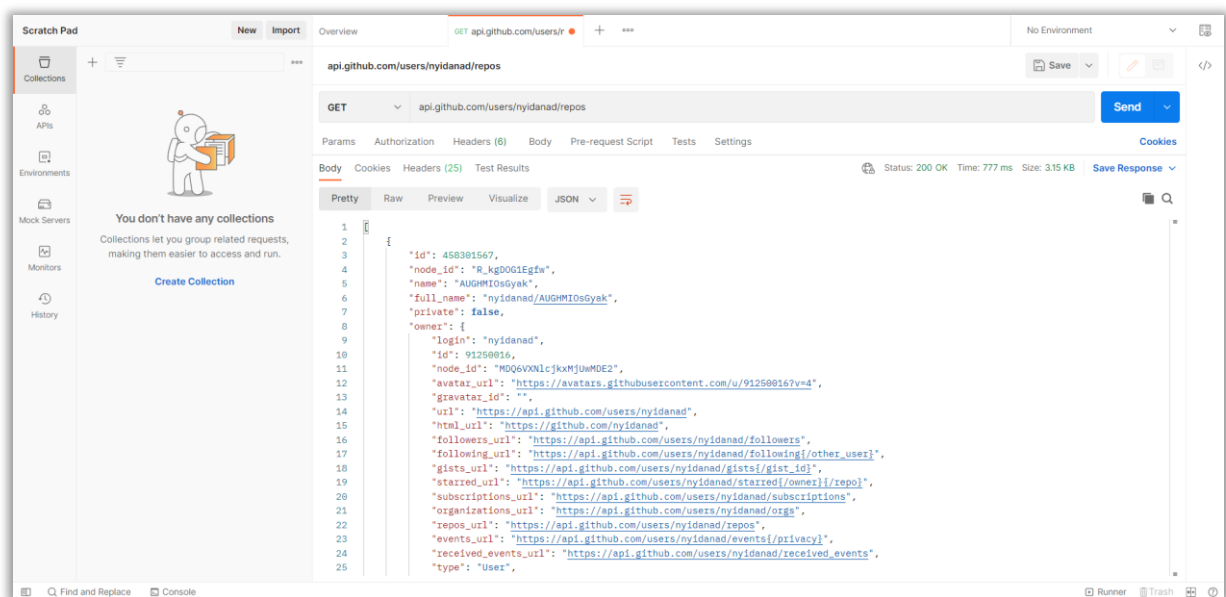 Scratch Pad New Import Overview GET api.github.com/users/r No Environment
Collections
APIs
Environments
Mock Servers
Monitors
History
You don't have any collections
Collections let you group related requests,
making them easier to access and run.
Create Collection
api.github.com/users/nyidanad/repos Save
GET api.github.com/users/nyidanad/repos Send
Params Authorization Headers (6) Body Pre-request Script Tests Settings Cookies
Body Cookies Headers (25) Test Results Status: 200 OK Time: 777 ms Size: 3.15 KB Save Response
Pretty Raw Preview Visualize JSON
1 [
2 {
3 "id": 458301567,
4 "node_id": "R_kgDOG1Egfw",
5 "name": "AUGHMIOsGyak",
6 "full_name": "nyidanad/AUGHMIOsGyak",
7 "private": false,
8 "owner": {
9 "login": "nyidanad",
10 "id": 91250016,
11 "node_id": "MDQ6VXNlcjkxMjUwMDE2",
12 "avatar_url": "https://avatars.githubusercontent.com/u/91250016?v=4",
13 "gravatar_id": "",
14 "url": "https://api.github.com/users/nyidanad",
15 "html_url": "https://github.com/nyidanad",
16 "followers_url": "https://api.github.com/users/nyidanad/followers",
17 "following_url": "https://api.github.com/users/nyidanad/following{/other_user}",
18 "gists_url": "https://api.github.com/users/nyidanad/gists{/gist_id}",
19 "starred_url": "https://api.github.com/users/nyidanad/starred{/owner}{/repo}",
20 "subscriptions_url": "https://api.github.com/users/nyidanad/subscriptions",
21 "organizations_url": "https://api.github.com/users/nyidanad/orgs",
22 "repos_url": "https://api.github.com/users/nyidanad/repos",
23 "events_url": "https://api.github.com/users/nyidanad/events{/privacy}",
24 "received_events_url": "https://api.github.com/users/nyidanad/received_events",
25 "type": "User",
Find and Replace Console Runner Trash